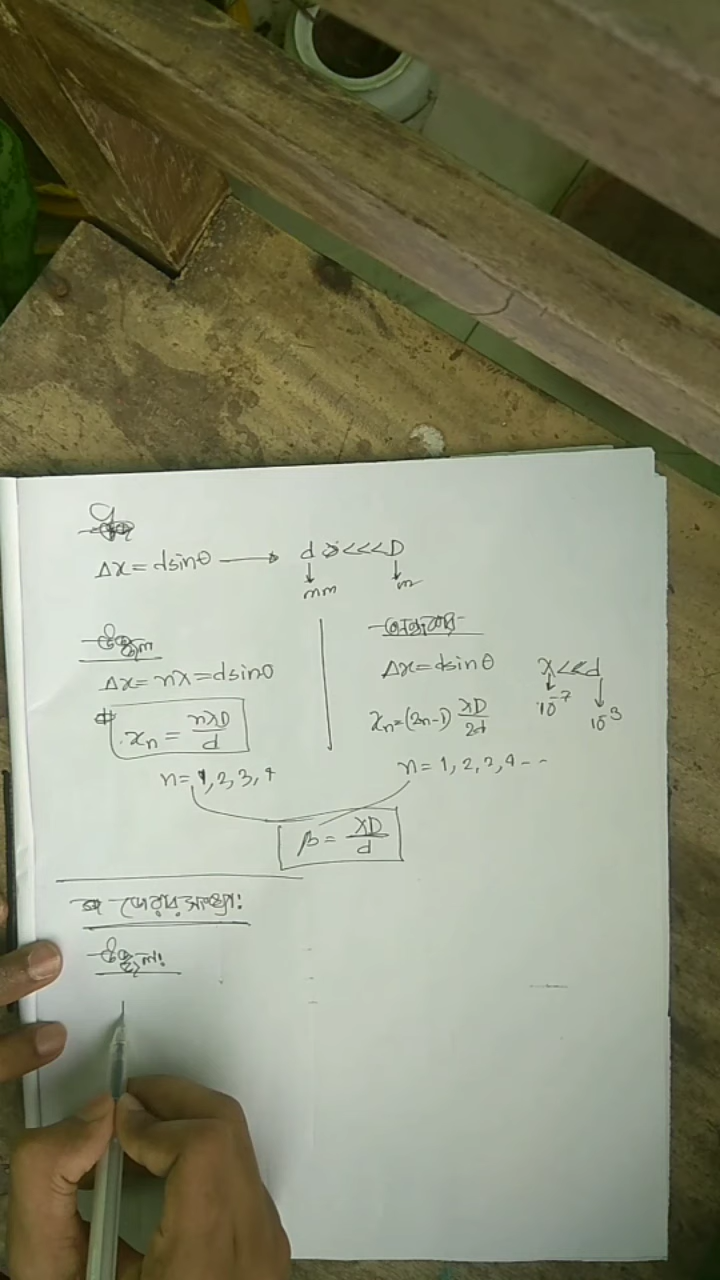 Δx = dsinθ → d <<< D
mm m
উজ্জ্বল
Δx = nλ = dsinθ
xn = nλD/d
n = 1, 2, 3, 4
অন্ধকার
Δx = dsinθ
λ << d
10^-7 10^-3
xn = (2n-1) λD/2d
n = 1, 2, 3, 4 - -
β = λD/d
ডোরার সংখ্যা:
উজ্জ্বল: